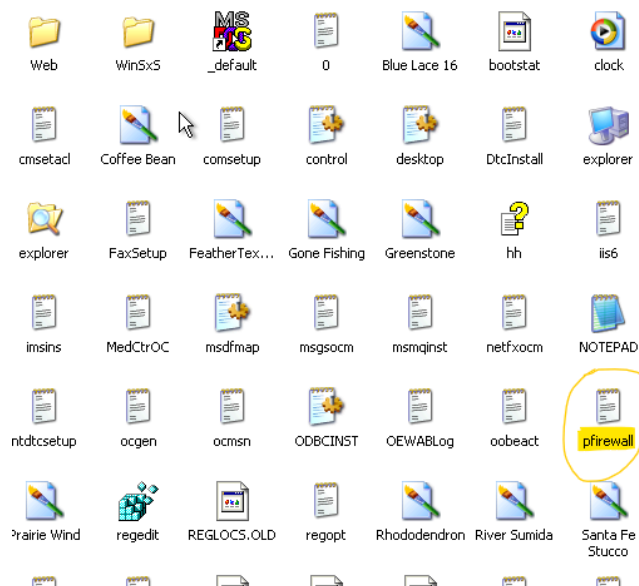 Web WinSxS _default 0 Blue Lace 16 bootstat clock
cmsetacl Coffee Bean comsetup control desktop DtcInstall explorer
explorer FaxSetup FeatherTex... Gone Fishing Greenstone hh iis6
imsins MedCtrOC msdfmap msgsocm msmqinst netfxocm NOTEPAD
ntdtcsetup ocgen ocmsn ODBCINST OEWABLog oobeact pfirewall
Prairie Wind regedit REGLOCS.OLD regopt Rhododendron River Sumida Santa Fe
Stucco